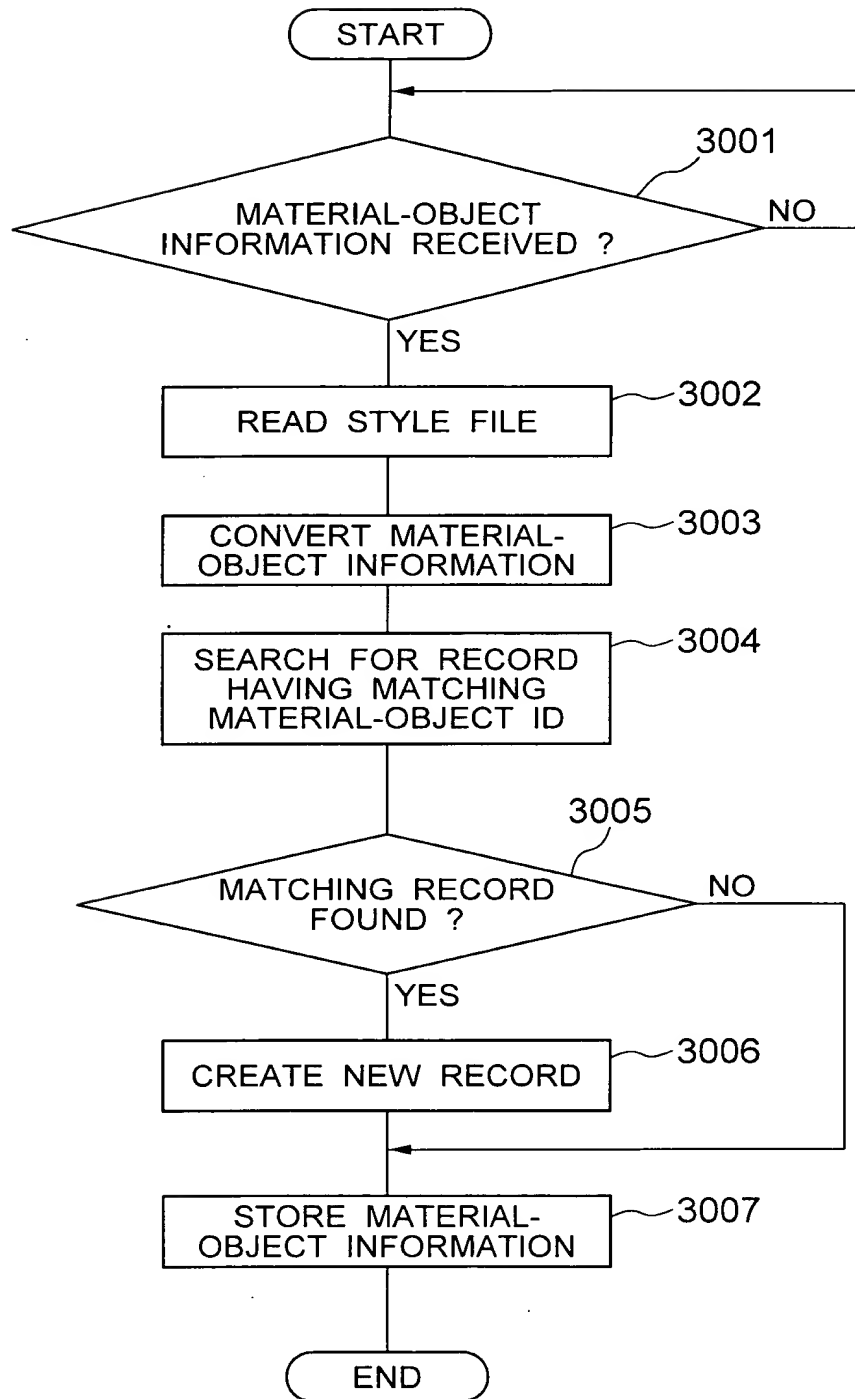 START
3001
MATERIAL-OBJECT
INFORMATION RECEIVED ?
NO
YES
READ STYLE FILE
3002
CONVERT MATERIAL-
OBJECT INFORMATION
3003
SEARCH FOR RECORD
HAVING MATCHING
MATERIAL-OBJECT ID
3004
3005
MATCHING RECORD
FOUND ?
NO
YES
CREATE NEW RECORD
3006
STORE MATERIAL-
OBJECT INFORMATION
3007
END